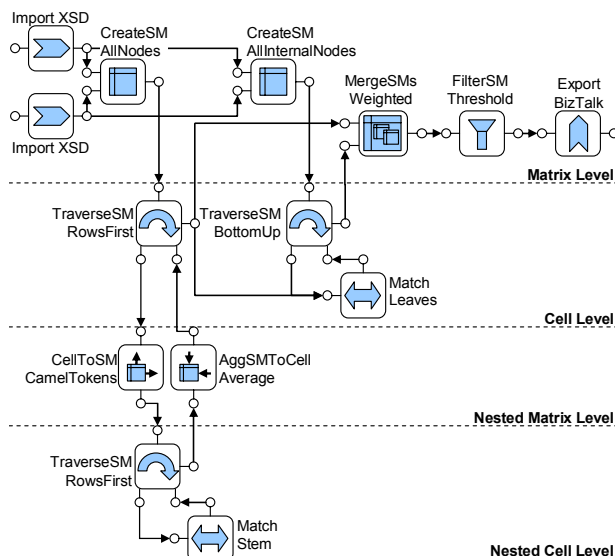 Import XSD
CreateSM
AllNodes
CreateSM
AllInternalNodes
Import XSD
MergeSMs
Weighted
FilterSM
Threshold
Export
BizTalk
Matrix Level
TraverseSM
RowsFirst
TraverseSM
BottomUp
Match
Leaves
Cell Level
CellToSM
CamelTokens
AggSMToCell
Average
Nested Matrix Level
TraverseSM
RowsFirst
Match
Stem
Nested Cell Level